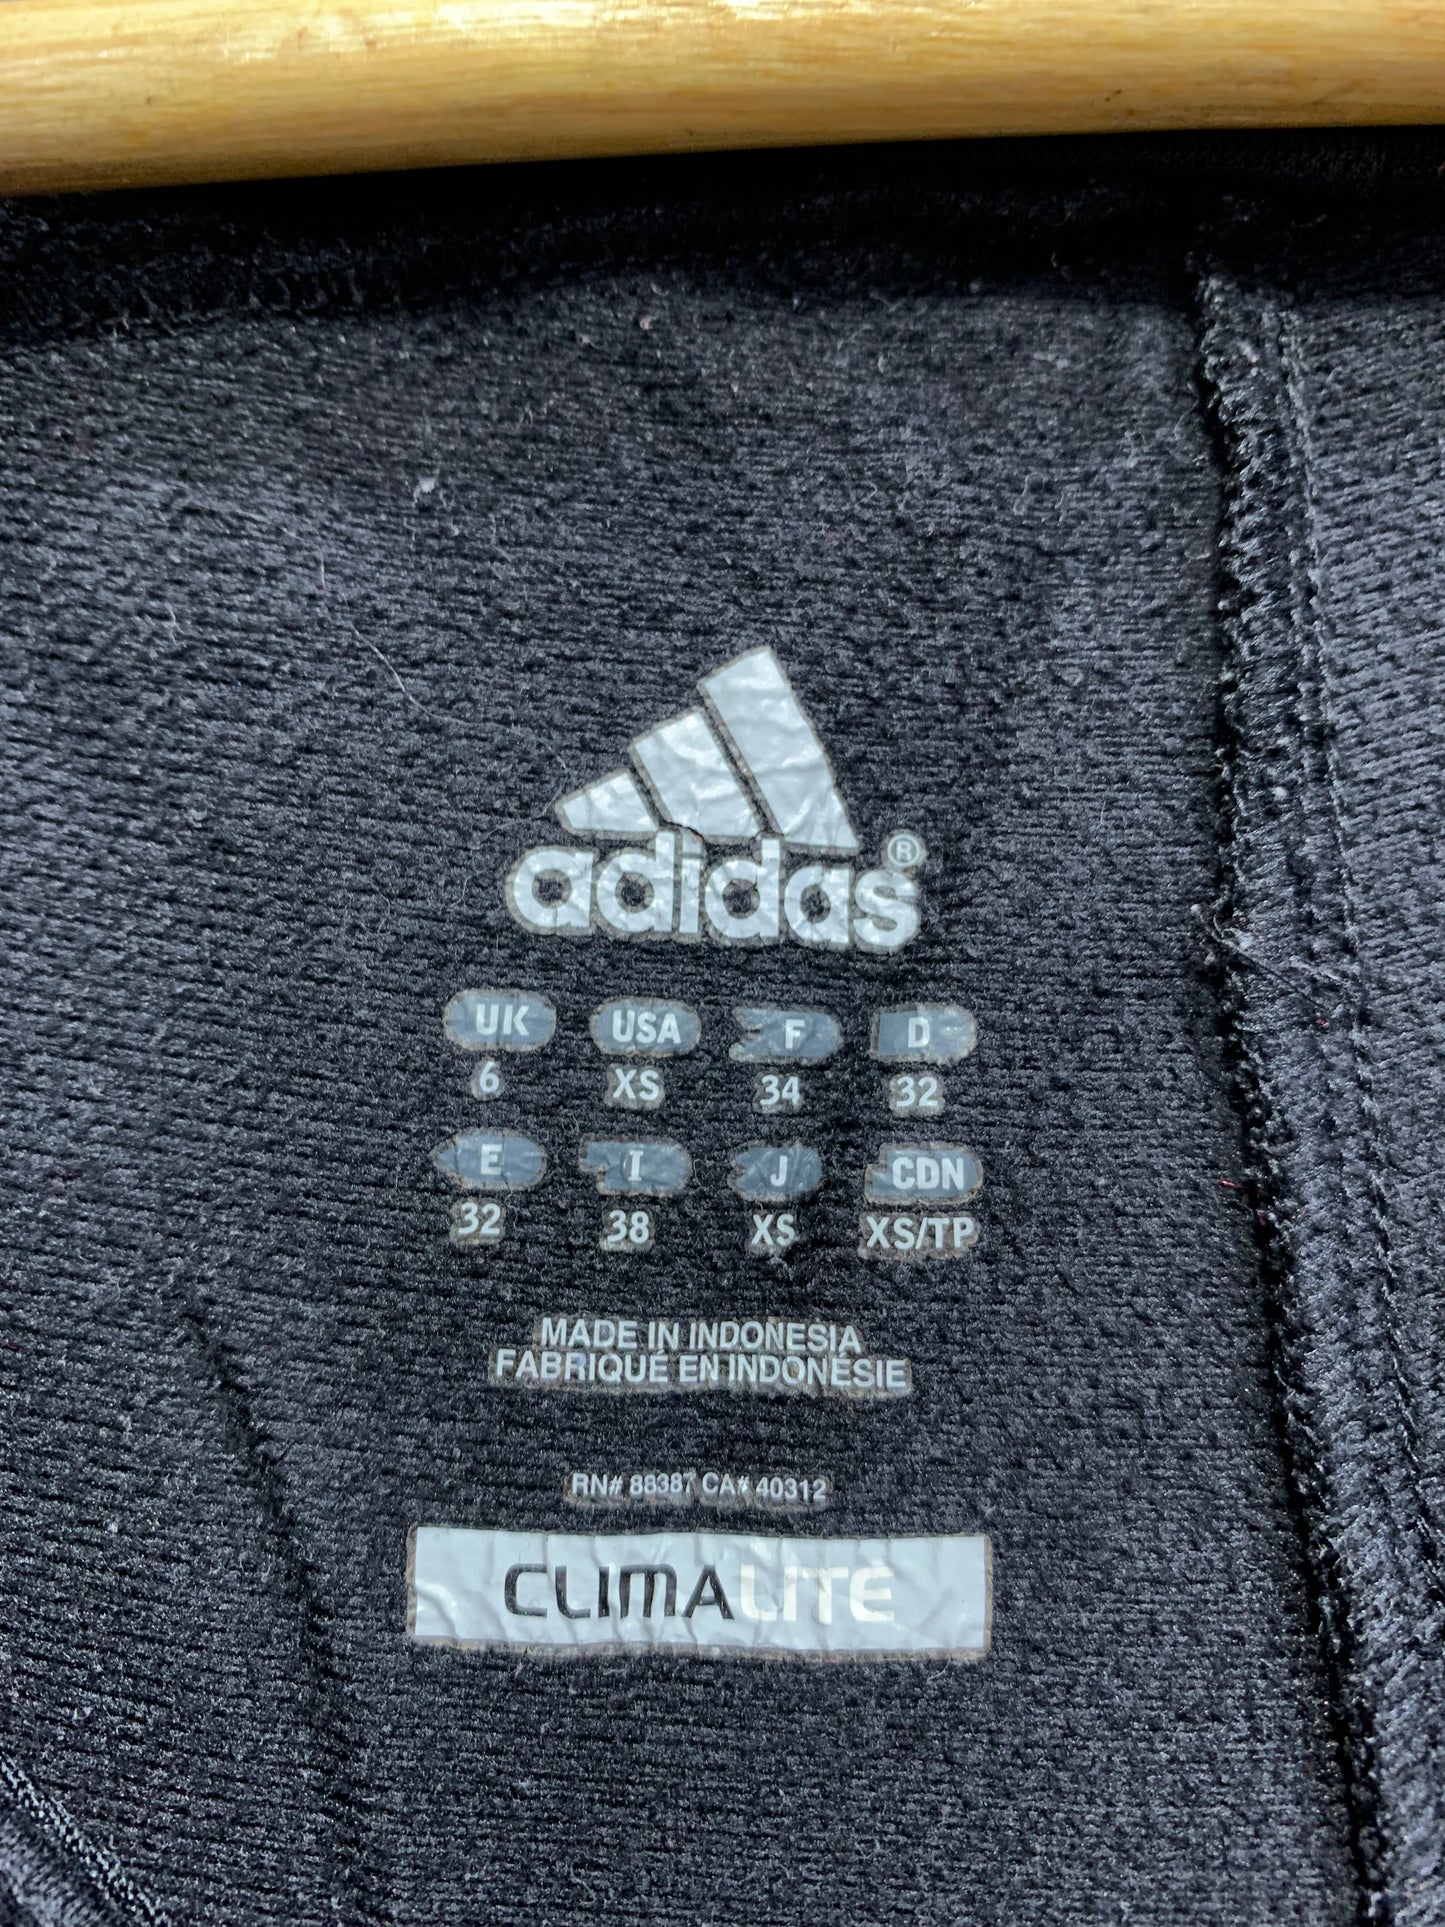 adidas®
UK USA F D
6 XS 34 32
E I J CDN
32 38 XS XS/TP
MADE IN INDONESIA
FABRIQUÉ EN INDONÉSIE
RN# 88387 CA# 40312
CLIMALITE